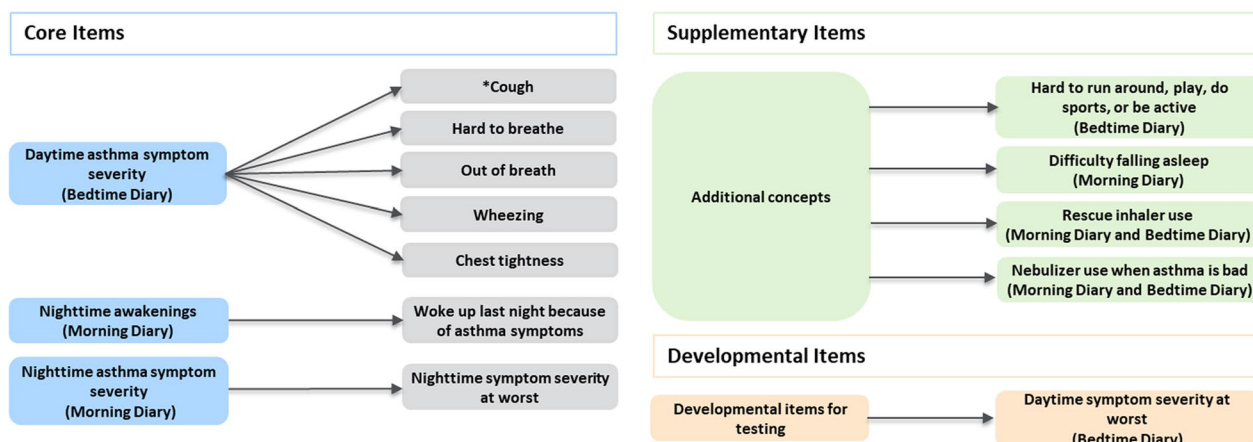 Core Items
Daytime asthma symptom
severity
(Bedtime Diary)
*Cough
Hard to breathe
Out of breath
Wheezing
Chest tightness
Nighttime awakenings
(Morning Diary)
Woke up last night because
of asthma symptoms
Nighttime asthma symptom
severity
(Morning Diary)
Nighttime symptom severity
at worst
Supplementary Items
Additional concepts
Hard to run around, play, do
sports, or be active
(Bedtime Diary)
Difficulty falling asleep
(Morning Diary)
Rescue inhaler use
(Morning Diary and Bedtime Diary)
Nebulizer use when asthma is bad
(Morning Diary and Bedtime Diary)
Developmental Items
Developmental items for
testing
Daytime symptom severity at
worst
(Bedtime Diary)